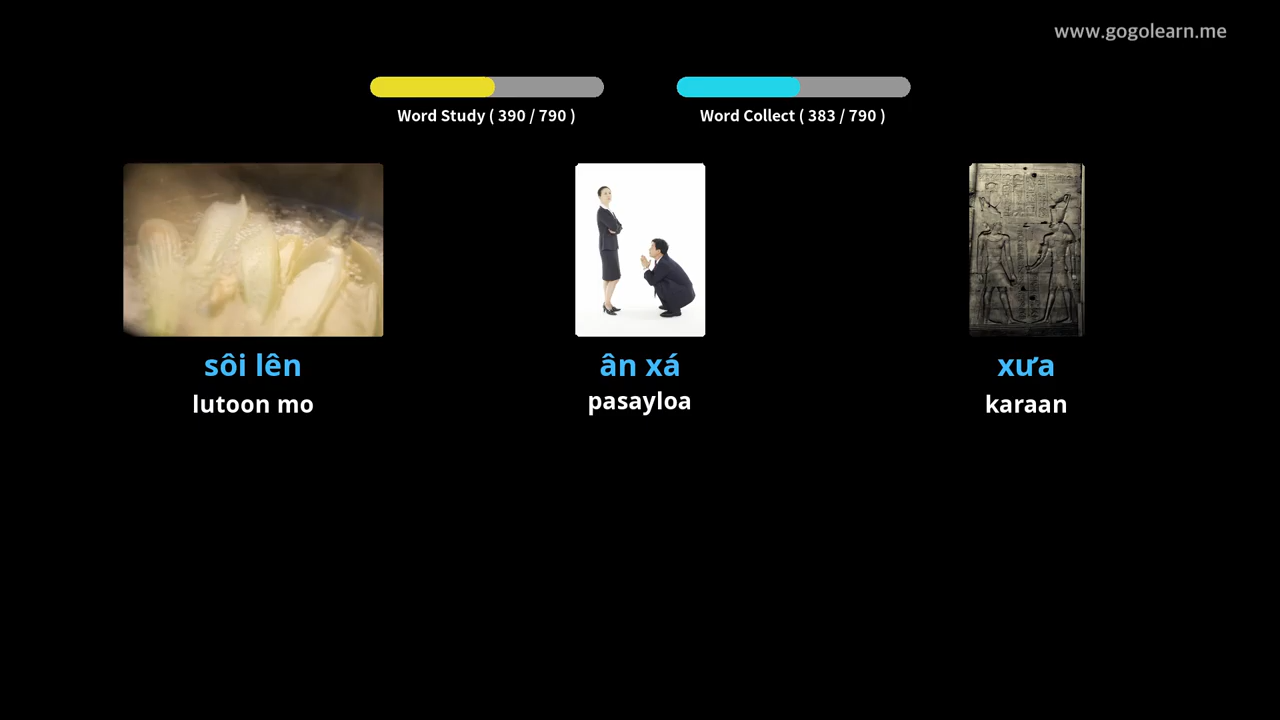 www.gogolearn.me
Word Study ( 390 / 790 )
Word Collect ( 383 / 790 )
sôi lên
lutoon mo
ân xá
pasayloa
xưa
karaan